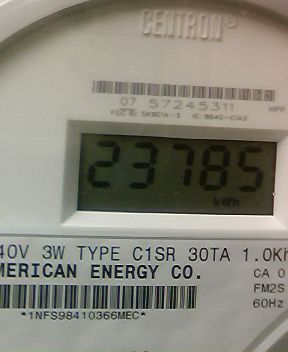 CENTRON®
07 57245311
23785
kWh
40V 3W TYPE C1SR 30TA 1.0Kh
MERICAN ENERGY CO.
CA 0
FM2S
60Hz
*1NFS98410366MEC*